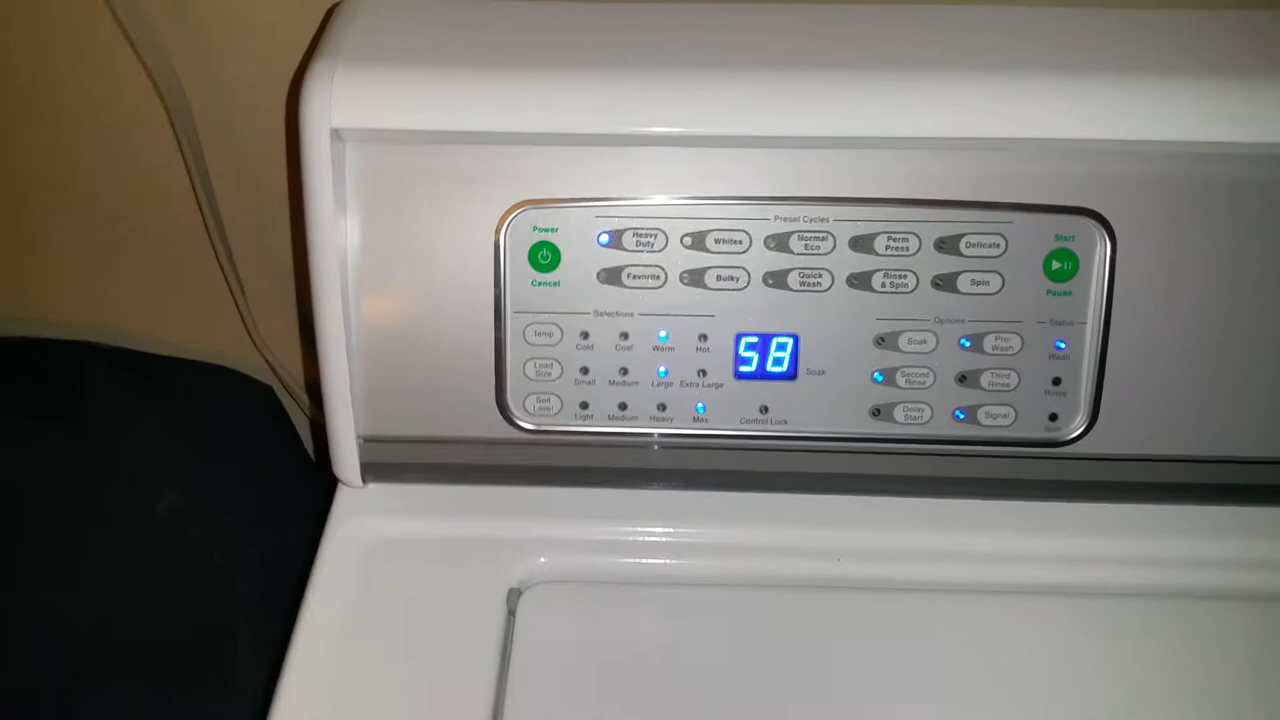 Preset Cycles
Power
Cancel
Heavy
Duty
Whites
Normal
Eco
Perm
Press
Delicate
Favorite
Bulky
Quick
Wash
Rinse
& Spin
Spin
Start
Pause
Selections
Temp
Cold
Cool
Warm
Hot
Load
Size
Small
Medium
Large
Extra Large
Soil
Level
Light
Medium
Heavy
Max
58
Soak
Control Lock
Options
Soak
Pre-
Wash
Second
Rinse
Third
Rinse
Delay
Start
Signal
Status
Wash
Rinse